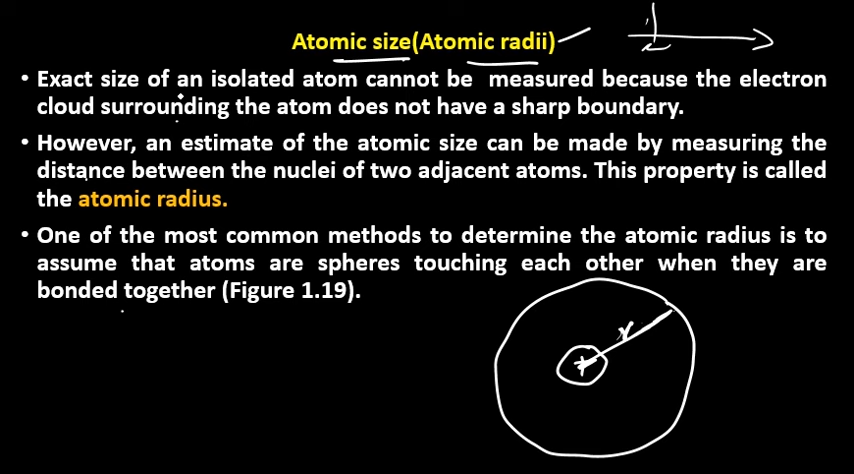 Atomic size(Atomic radii)
• Exact size of an isolated atom cannot be measured because the electron
cloud surrounding the atom does not have a sharp boundary.
• However, an estimate of the atomic size can be made by measuring the
distance between the nuclei of two adjacent atoms. This property is called
the atomic radius.
• One of the most common methods to determine the atomic radius is to
assume that atoms are spheres touching each other when they are
bonded together (Figure 1.19).
r
+